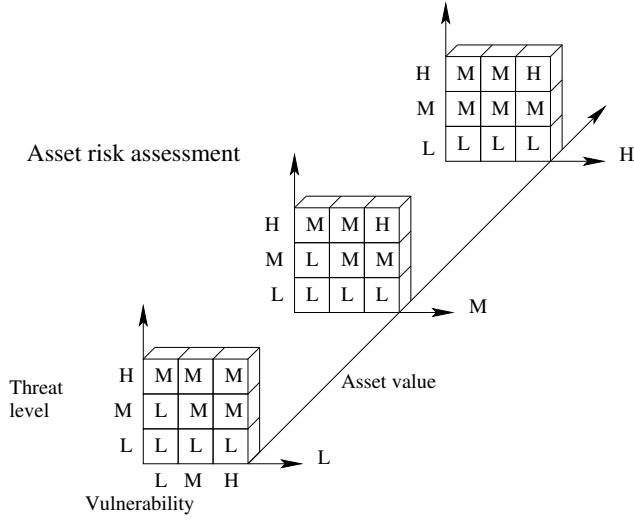 H M M H
M M M M
L L L L
H
Asset risk assessment
H M M H
M L M M
L L L L
M
Asset value
Threat
level
H M M M
M L M M
L L L L
L
L M H
Vulnerability